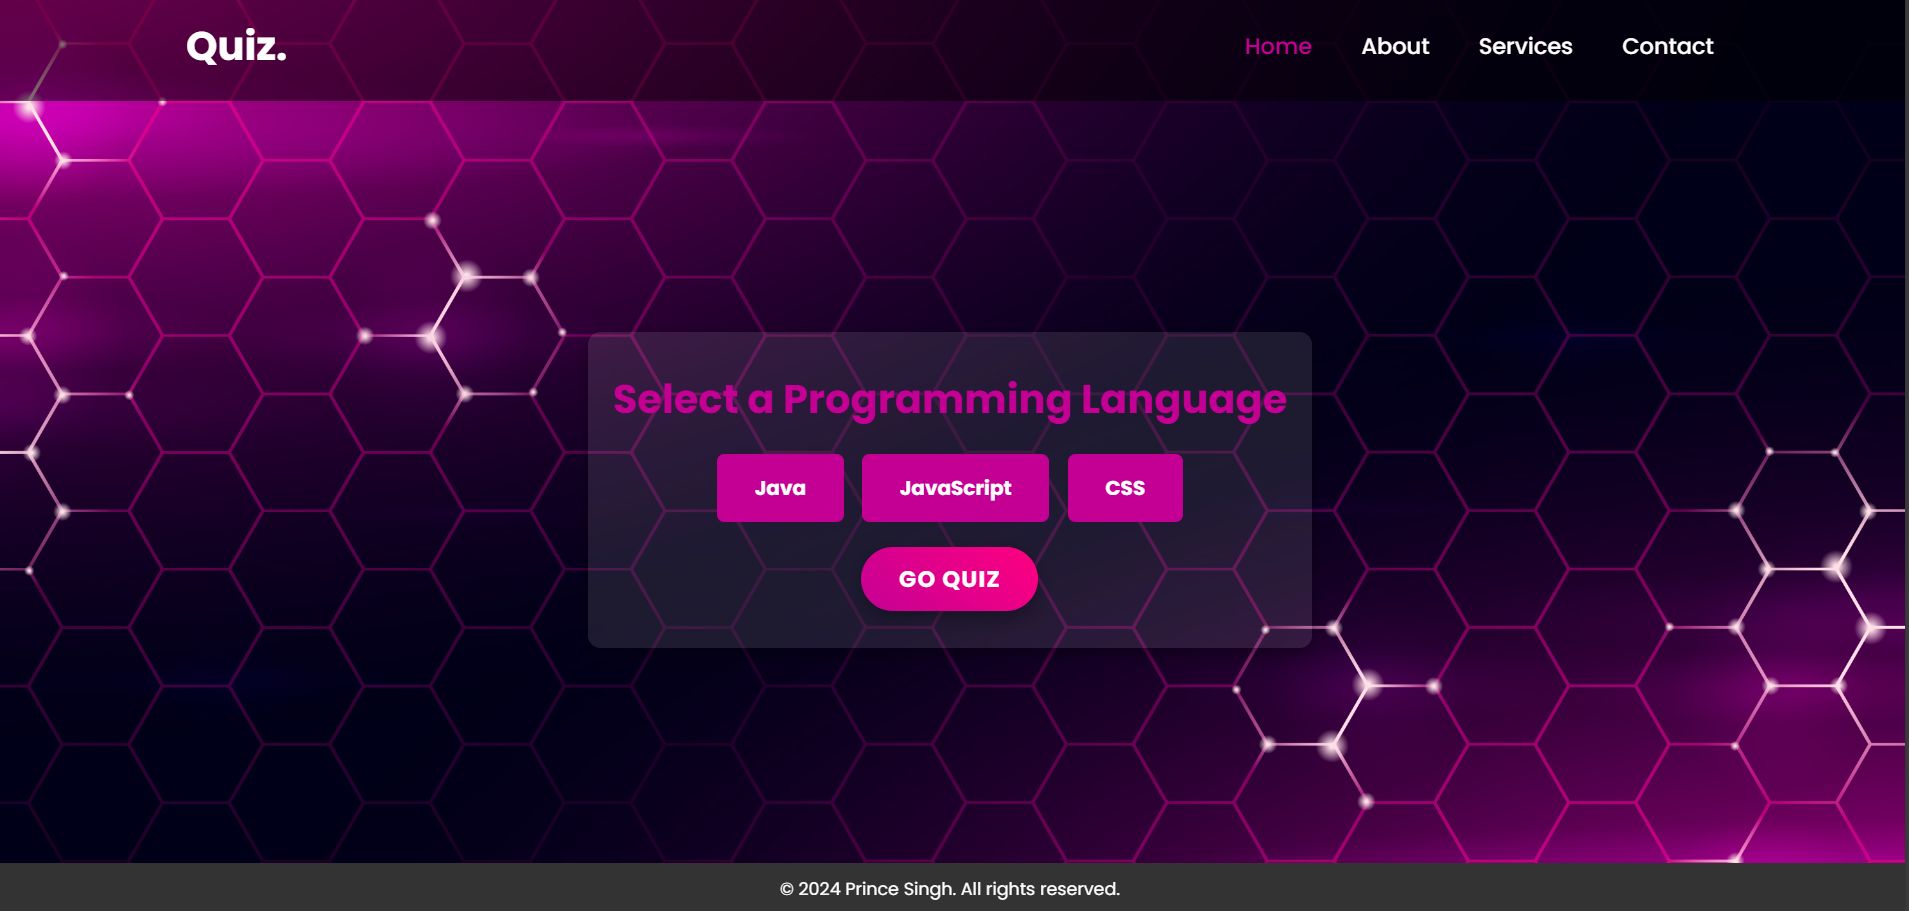 Quiz.
Home About Services Contact
Select a Programming Language
Java JavaScript CSS
GO QUIZ
© 2024 Prince Singh. All rights reserved.